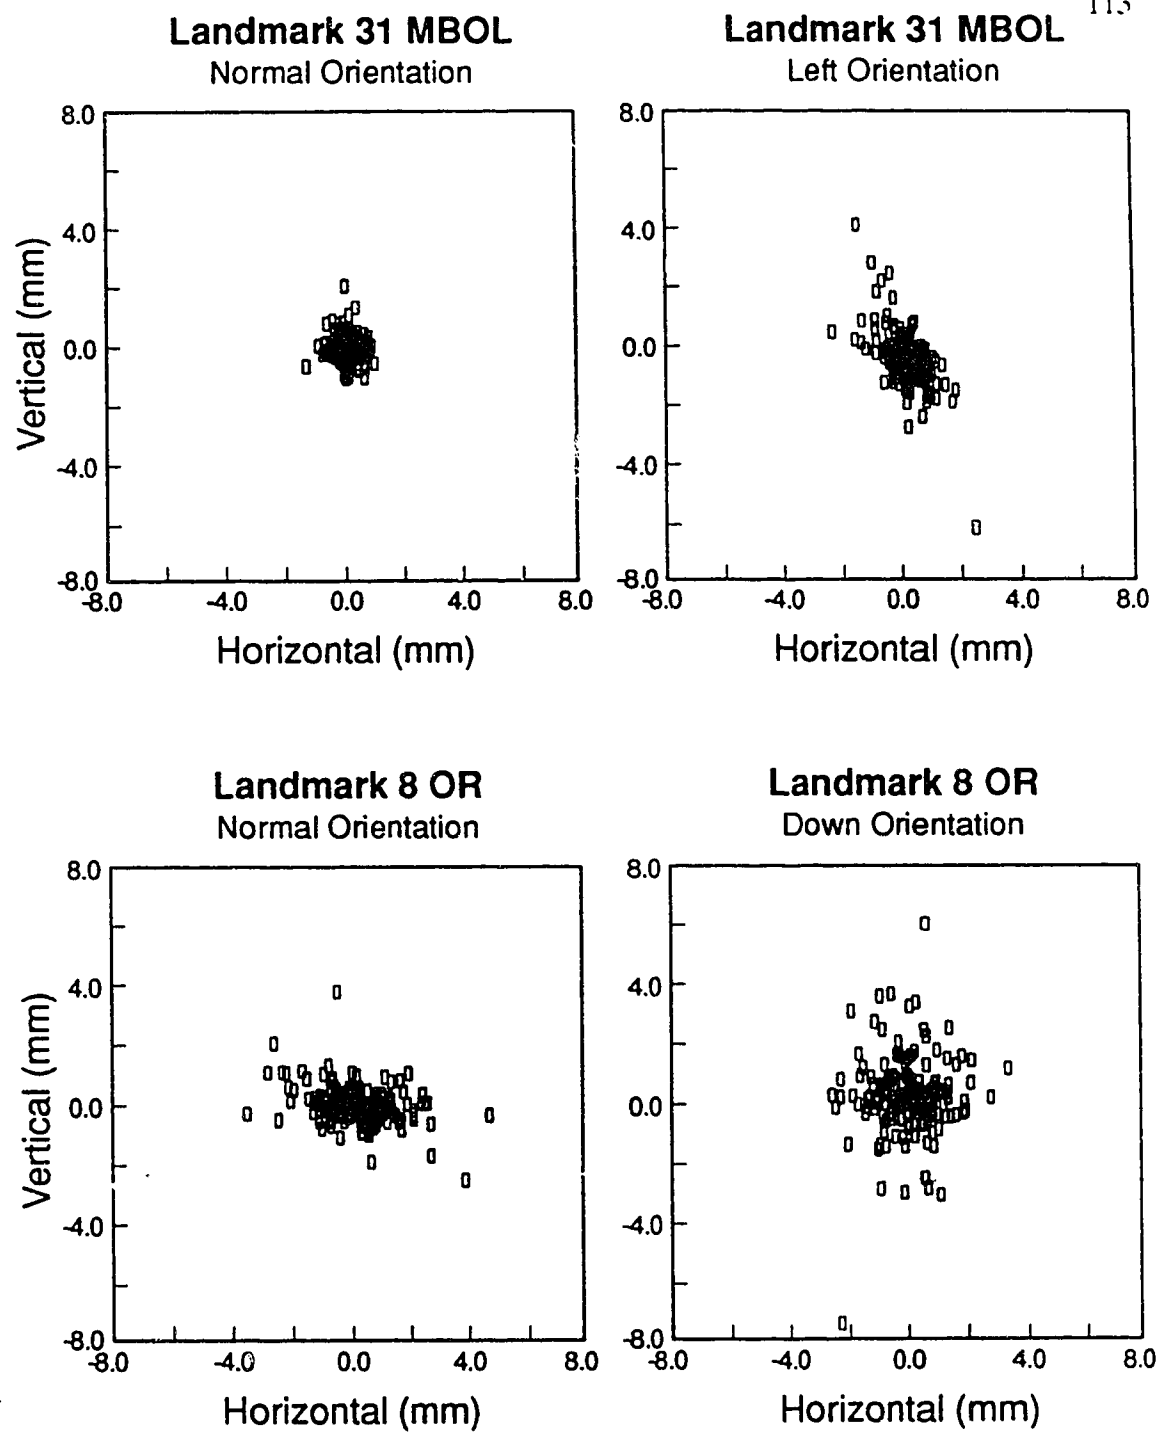 Landmark 31 MBOL
Normal Orientation
8.0
4.0
0.0
-4.0
-8.0
Vertical (mm)
-8.0 -4.0 0.0 4.0 8.0
Horizontal (mm)
Landmark 31 MBOL
Left Orientation
8.0
4.0
0.0
-4.0
-8.0
-8.0 -4.0 0.0 4.0 8.0
Horizontal (mm)
Landmark 8 OR
Normal Orientation
8.0
4.0
0.0
-4.0
-8.0
Vertical (mm)
-8.0 -4.0 0.0 4.0 8.0
Horizontal (mm)
Landmark 8 OR
Down Orientation
8.0
4.0
0.0
-4.0
-8.0
-8.0 -4.0 0.0 4.0 8.0
Horizontal (mm)